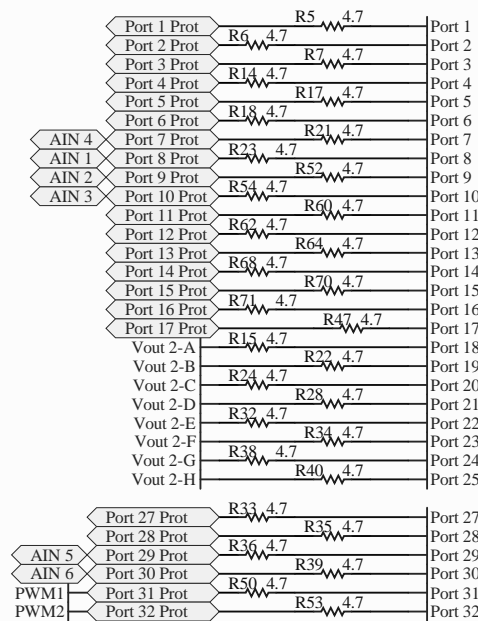 Port 1 Prot R5 4.7 Port 1
Port 2 Prot R6 4.7 Port 2
Port 3 Prot R7 4.7 Port 3
Port 4 Prot R14 4.7 Port 4
Port 5 Prot R17 4.7 Port 5
Port 6 Prot R18 4.7 Port 6
AIN 4 Port 7 Prot R21 4.7 Port 7
AIN 1 Port 8 Prot R23 4.7 Port 8
AIN 2 Port 9 Prot R52 4.7 Port 9
AIN 3 Port 10 Prot R54 4.7 Port 10
Port 11 Prot R60 4.7 Port 11
Port 12 Prot R62 4.7 Port 12
Port 13 Prot R64 4.7 Port 13
Port 14 Prot R68 4.7 Port 14
Port 15 Prot R70 4.7 Port 15
Port 16 Prot R71 4.7 Port 16
Port 17 Prot R47 4.7 Port 17
Vout 2-A R15 4.7 Port 18
Vout 2-B R22 4.7 Port 19
Vout 2-C R24 4.7 Port 20
Vout 2-D R28 4.7 Port 21
Vout 2-E R32 4.7 Port 22
Vout 2-F R34 4.7 Port 23
Vout 2-G R38 4.7 Port 24
Vout 2-H R40 4.7 Port 25
Port 27 Prot R33 4.7 Port 27
Port 28 Prot R35 4.7 Port 28
AIN 5 Port 29 Prot R36 4.7 Port 29
AIN 6 Port 30 Prot R39 4.7 Port 30
PWM1 Port 31 Prot R50 4.7 Port 31
PWM2 Port 32 Prot R53 4.7 Port 32